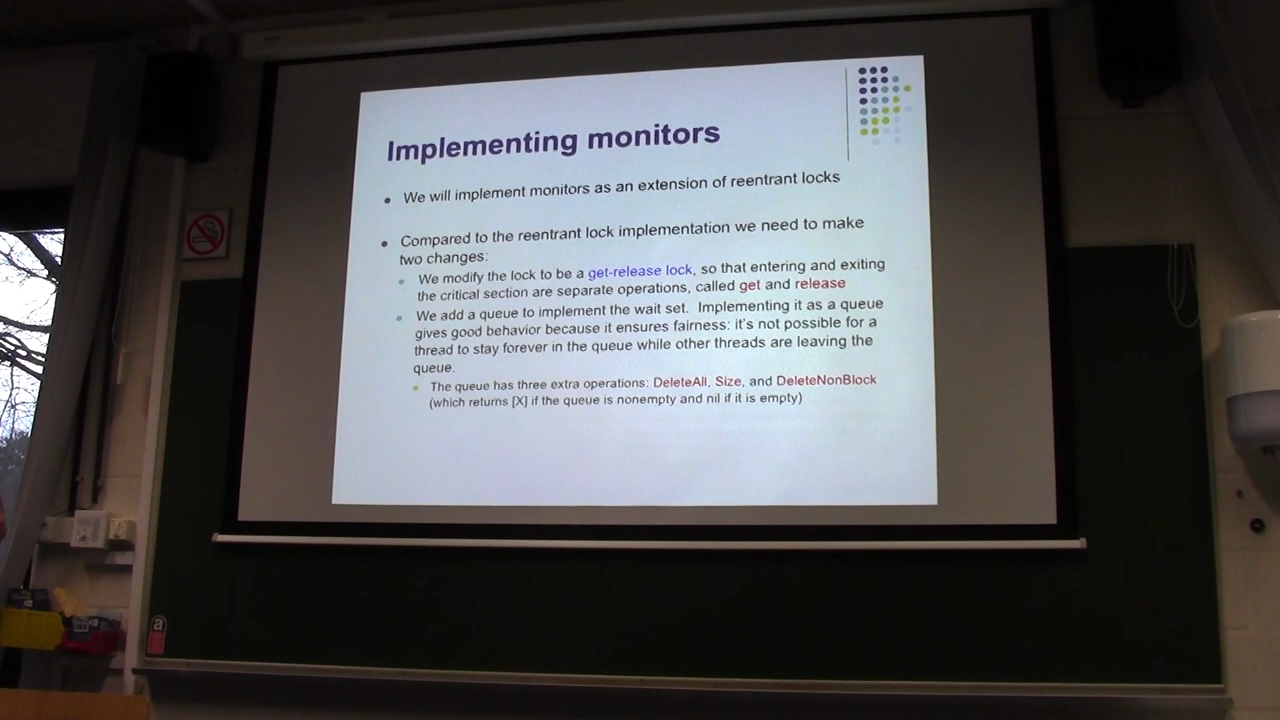 Implementing monitors
We will implement monitors as an extension of reentrant locks
Compared to the reentrant lock implementation we need to make
two changes:
We modify the lock to be a get-release lock, so that entering and exiting
the critical section are separate operations, called get and release
We add a queue to implement the wait set. Implementing it as a queue
gives good behavior because it ensures fairness: it's not possible for a
thread to stay forever in the queue while other threads are leaving the
queue.
The queue has three extra operations: DeleteAll, Size, and DeleteNonBlock
(which returns [X] if the queue is nonempty and nil if it is empty)
a